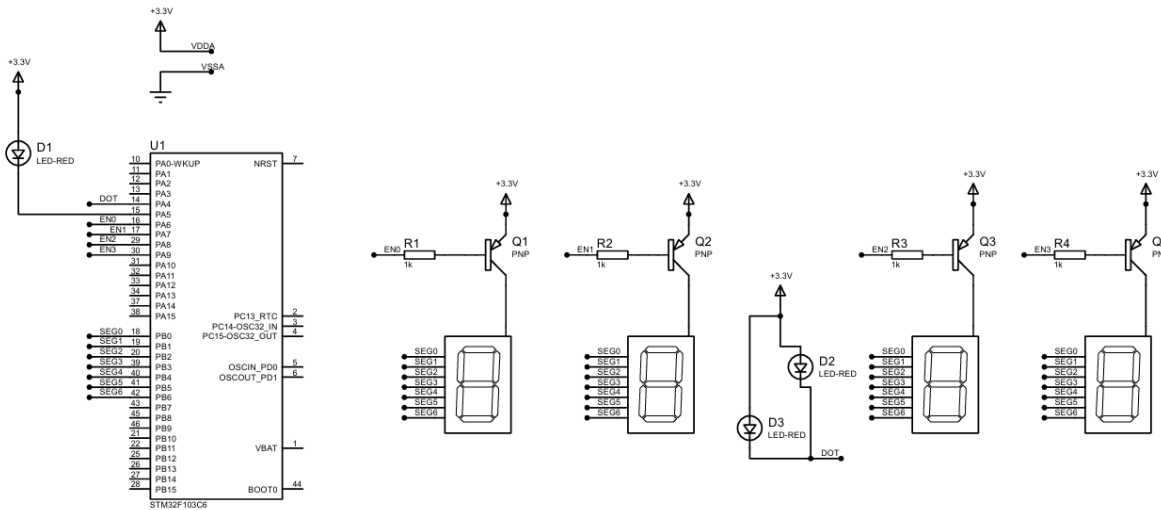 +3.3V
VDDA
VSSA
+3.3V
D1
LED-RED
U1
10 PA0-WKUP NRST 7
11 PA1
12 PA2
13 PA3
DOT 14 PA4
15 PA5
EN0 16 PA6
EN1 17 PA7
EN2 29 PA8
EN3 30 PA9
31 PA10
32 PA11
33 PA12
34 PA13
37 PA14
38 PA15
PC13_RTC 2
PC14-OSC32_IN 3
SEG0 18 PB0 PC15-OSC32_OUT 4
SEG1 19 PB1
SEG2 20 PB2
SEG3 39 PB3 OSCIN_PD0 5
SEG4 40 PB4 OSCOUT_PD1 6
SEG5 41 PB5
SEG6 42 PB6
43 PB7
45 PB8
46 PB9
21 PB10
22 PB11 VBAT 1
25 PB12
26 PB13
27 PB14
28 PB15 BOOT0 44
STM32F103C6
+3.3V
EN0 R1
1k
Q1
PNP
SEG0
SEG1
SEG2
SEG3
SEG4
SEG5
SEG6
+3.3V
EN1 R2
1k
Q2
PNP
SEG0
SEG1
SEG2
SEG3
SEG4
SEG5
SEG6
+3.3V
D2
LED-RED
D3
LED-RED
DOT
+3.3V
EN2 R3
1k
Q3
PNP
SEG0
SEG1
SEG2
SEG3
SEG4
SEG5
SEG6
+3.3V
EN3 R4
1k
SEG0
SEG1
SEG2
SEG3
SEG4
SEG5
SEG6